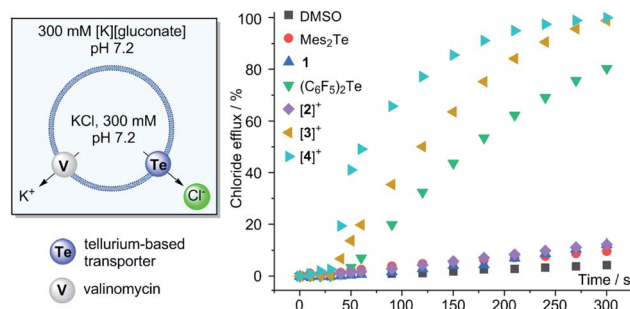 300 mM [K][gluconate]
pH 7.2
KCl, 300 mM
pH 7.2
V
Te
K⁺
Cl⁻
Te
tellurium-based
transporter
V
valinomycin
Chloride efflux / %
100
80
60
40
20
0
DMSO
Mes₂Te
1
(C₆F₅)₂Te
[2]⁺
[3]⁺
[4]⁺
Time / s
0 50 100 150 200 250 300